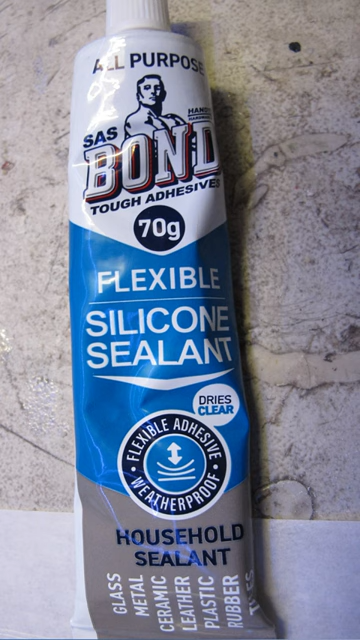 ALL PURPOSE
HANDY
SAS
BOND
TOUGH ADHESIVES
70g
FLEXIBLE
SILICONE
SEALANT
DRIES
CLEAR
FLEXIBLE ADHESIVE
WEATHERPROOF
HOUSEHOLD
SEALANT
GLASS
METAL
CERAMIC
LEATHER
PLASTIC
RUBBER